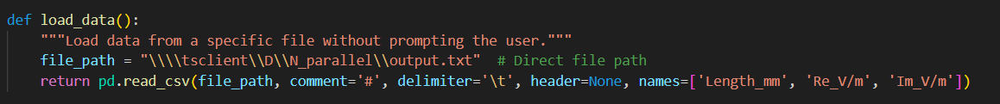 def load_data():
    """Load data from a specific file without prompting the user."""
    file_path = "\\\\tsclient\\D\\N_parallel\\output.txt"  # Direct file path
    return pd.read_csv(file_path, comment='#', delimiter='\t', header=None, names=['Length_mm', 'Re_V/m', 'Im_V/m'])